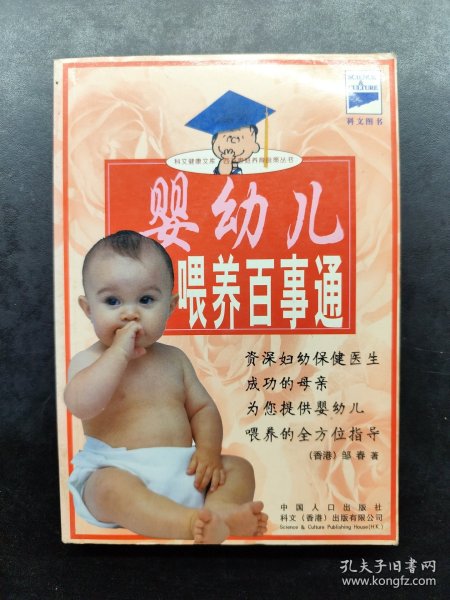 SCIENCE
&
CULTURE
科文图书
科文健康文库
婴幼儿
喂养百事通
资深妇幼保健医生
成功的母亲
为您提供婴幼儿
喂养的全方位指导
(香港) 邹春 著
中国人口出版社
科文(香港)出版有限公司
Science & Culture Publishing House(H.K.)
孔夫子旧书网
www.kongfz.com